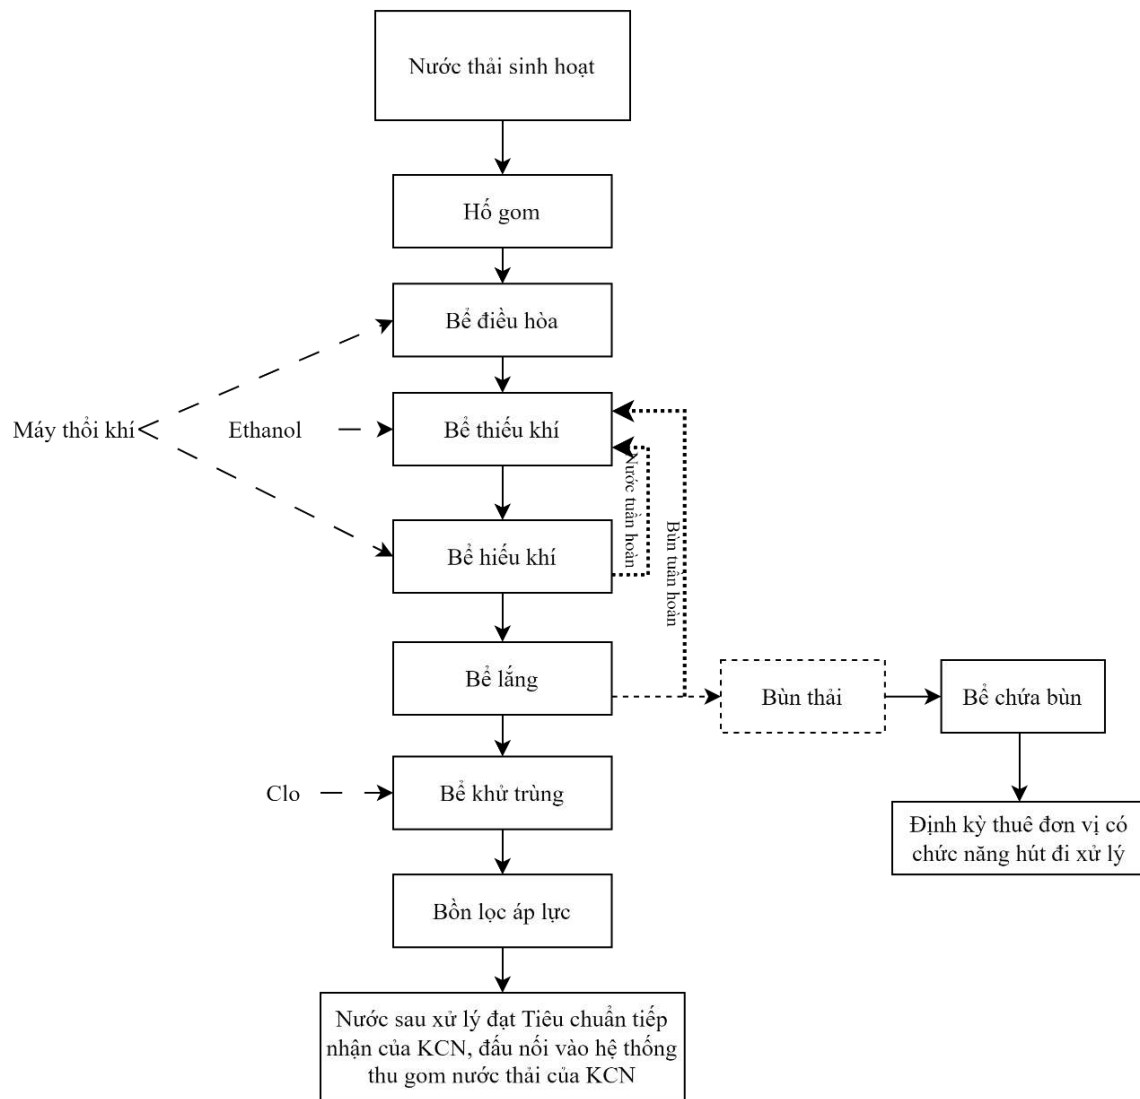 Nước thải sinh hoạt
Hố gom
Bể điều hòa
Máy thổi khí
Ethanol
Bể thiếu khí
Nước tuần hoàn
Bùn tuần hoàn
Bể hiếu khí
Bể lắng
Bùn thải
Bể chứa bùn
Clo
Bể khử trùng
Định kỳ thuê đơn vị có
chức năng hút đi xử lý
Bồn lọc áp lực
Nước sau xử lý đạt Tiêu chuẩn tiếp
nhận của KCN, đấu nối vào hệ thống
thu gom nước thải của KCN